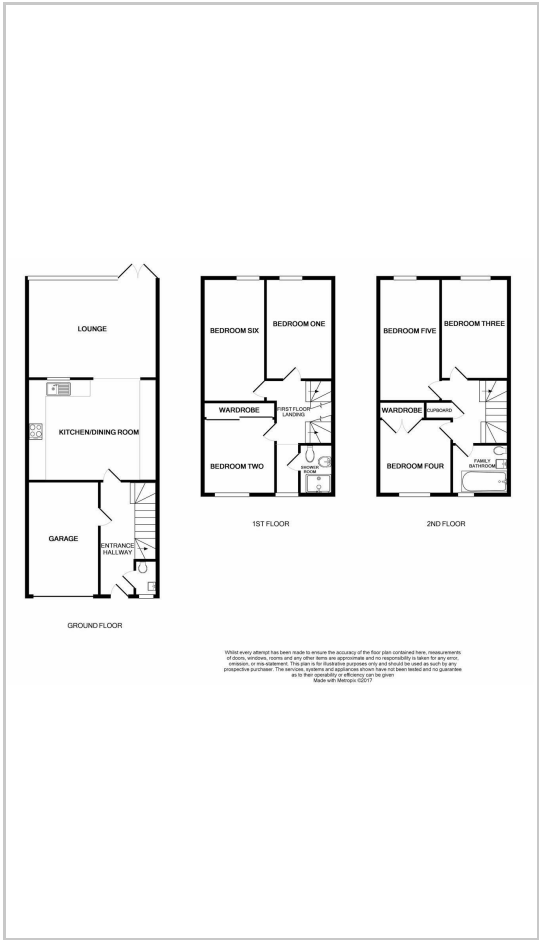 LOUNGE
KITCHEN/DINING ROOM
GARAGE
ENTRANCE
HALLWAY
GROUND FLOOR
BEDROOM SIX
BEDROOM ONE
WARDROBE
FIRST FLOOR
LANDING
BEDROOM TWO
SHOWER
ROOM
1ST FLOOR
BEDROOM FIVE
BEDROOM THREE
WARDROBE
CUPBOARD
BEDROOM FOUR
FAMILY
BATHROOM
2ND FLOOR
Whilst every attempt has been made to ensure the accuracy of the floor plan contained here, measurements
of doors, windows, rooms and any other items are approximate and no responsibility is taken for any error,
omission, or mis-statement. This plan is for illustrative purposes only and should be used as such by any
prospective purchaser. The services, systems and appliances shown have not been tested and no guarantee
as to their operability or efficiency can be given
Made with Metropix ©2017